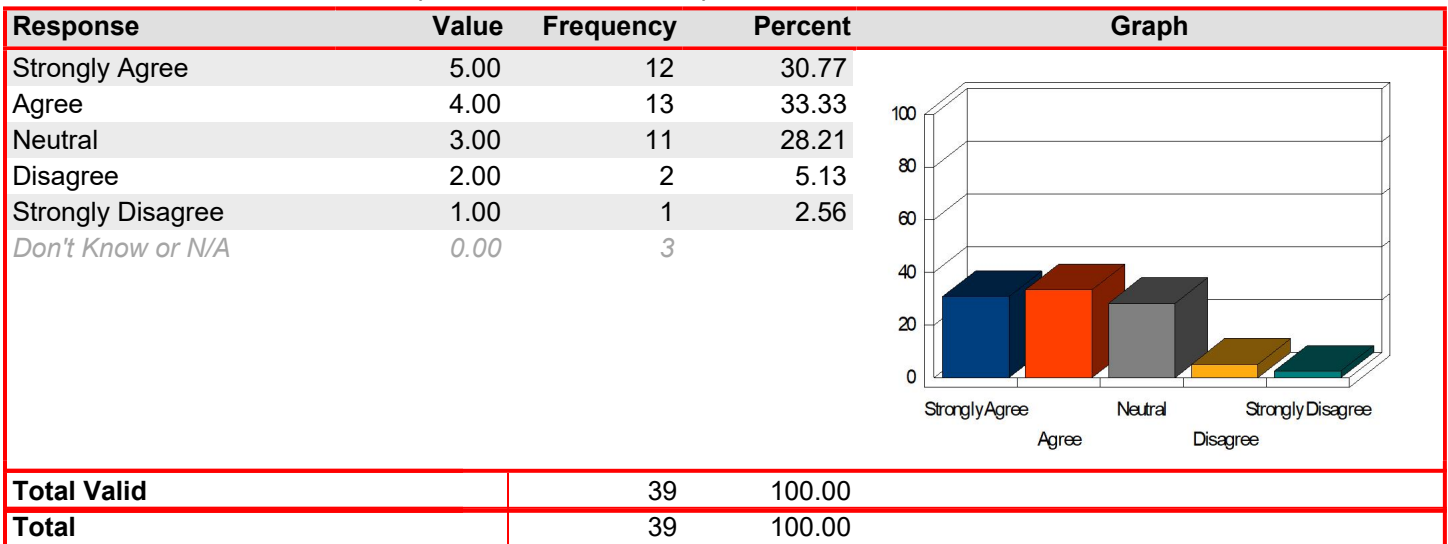 Response Value Frequency Percent Graph
Strongly Agree 5.00 12 30.77
Agree 4.00 13 33.33
Neutral 3.00 11 28.21
Disagree 2.00 2 5.13
Strongly Disagree 1.00 1 2.56
Don't Know or N/A 0.00 3
100
80
60
40
20
0
Strongly Agree Neutral Strongly Disagree
Agree Disagree
Total Valid 39 100.00
Total 39 100.00